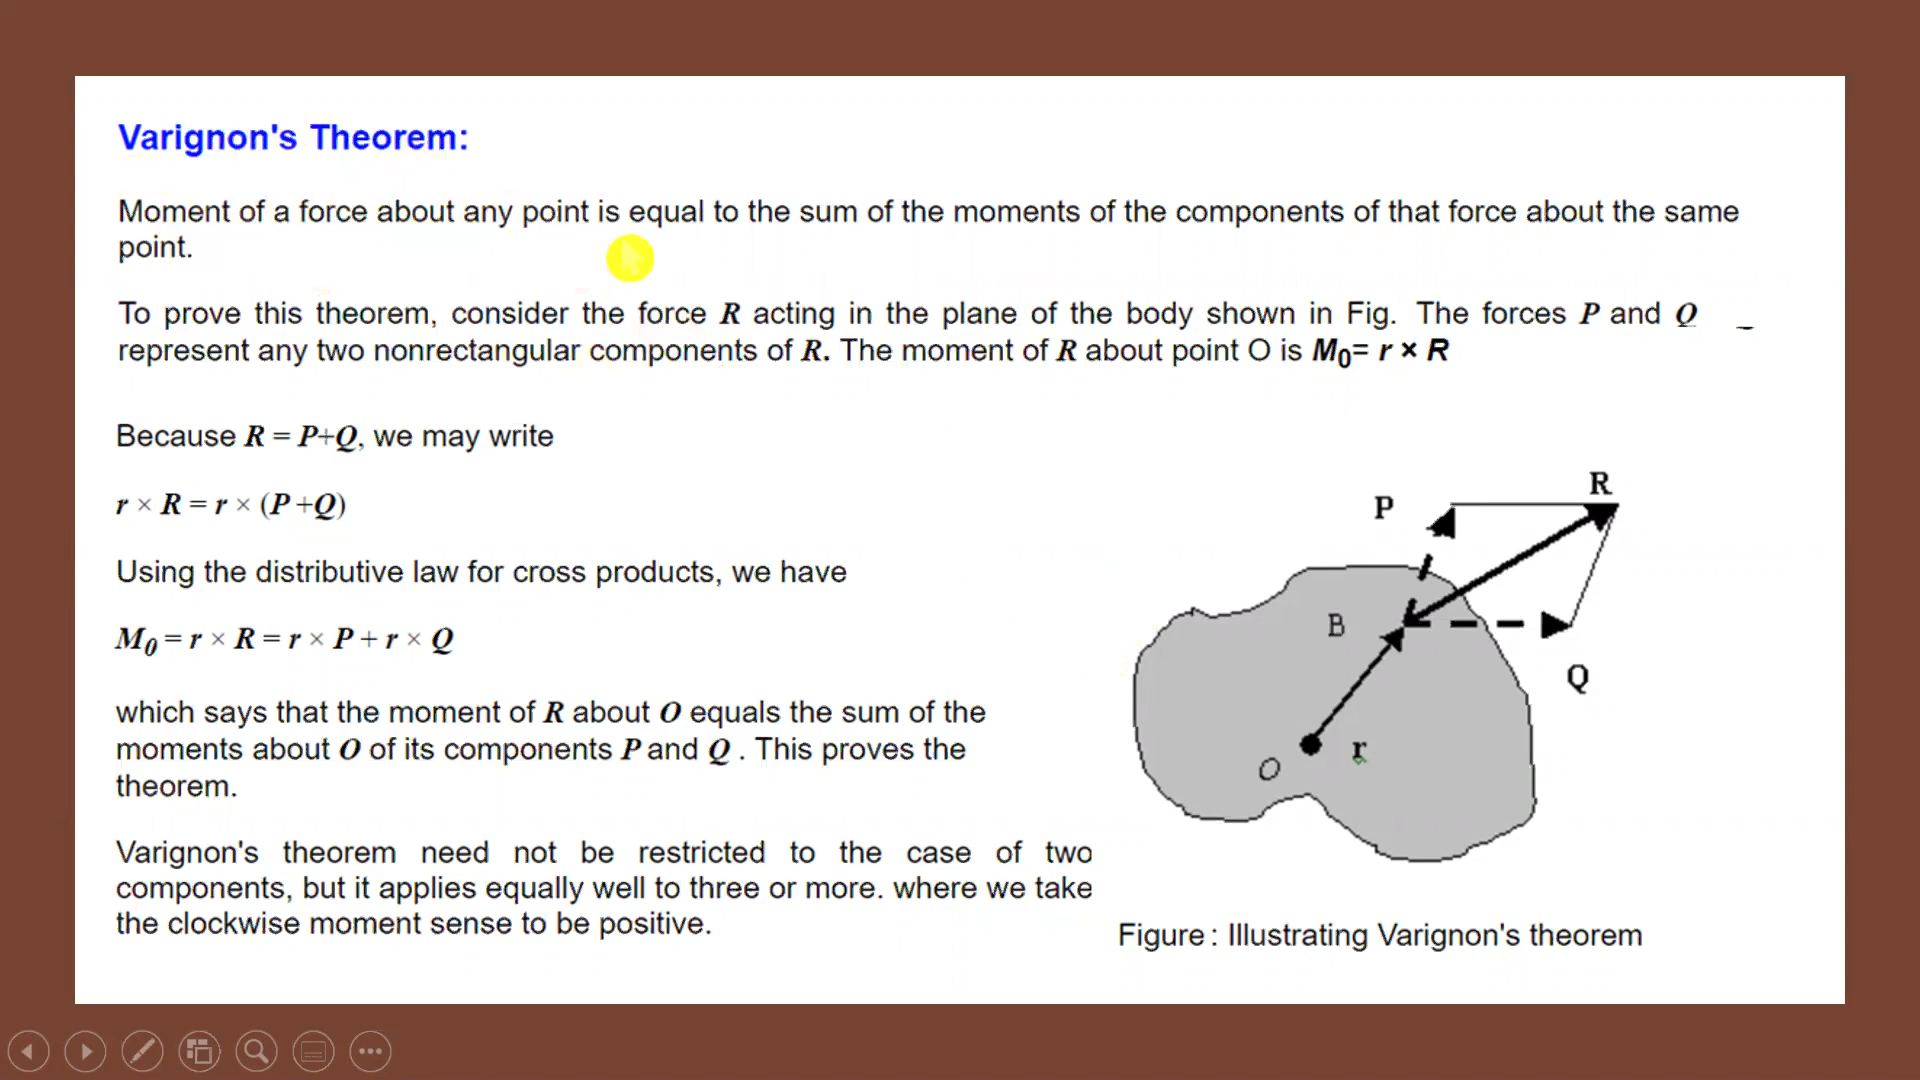 Varignon's Theorem:
Moment of a force about any point is equal to the sum of the moments of the components of that force about the same
point.
To prove this theorem, consider the force R acting in the plane of the body shown in Fig. The forces P and Q
represent any two nonrectangular components of R. The moment of R about point O is M₀= r × R
Because R = P+Q, we may write
r × R = r × (P +Q)
Using the distributive law for cross products, we have
M₀ = r × R = r × P + r × Q
which says that the moment of R about O equals the sum of the
moments about O of its components P and Q . This proves the
theorem.
Varignon's theorem need not be restricted to the case of two
components, but it applies equally well to three or more. where we take
the clockwise moment sense to be positive.
R
P
B
Q
r
O
Figure : Illustrating Varignon's theorem